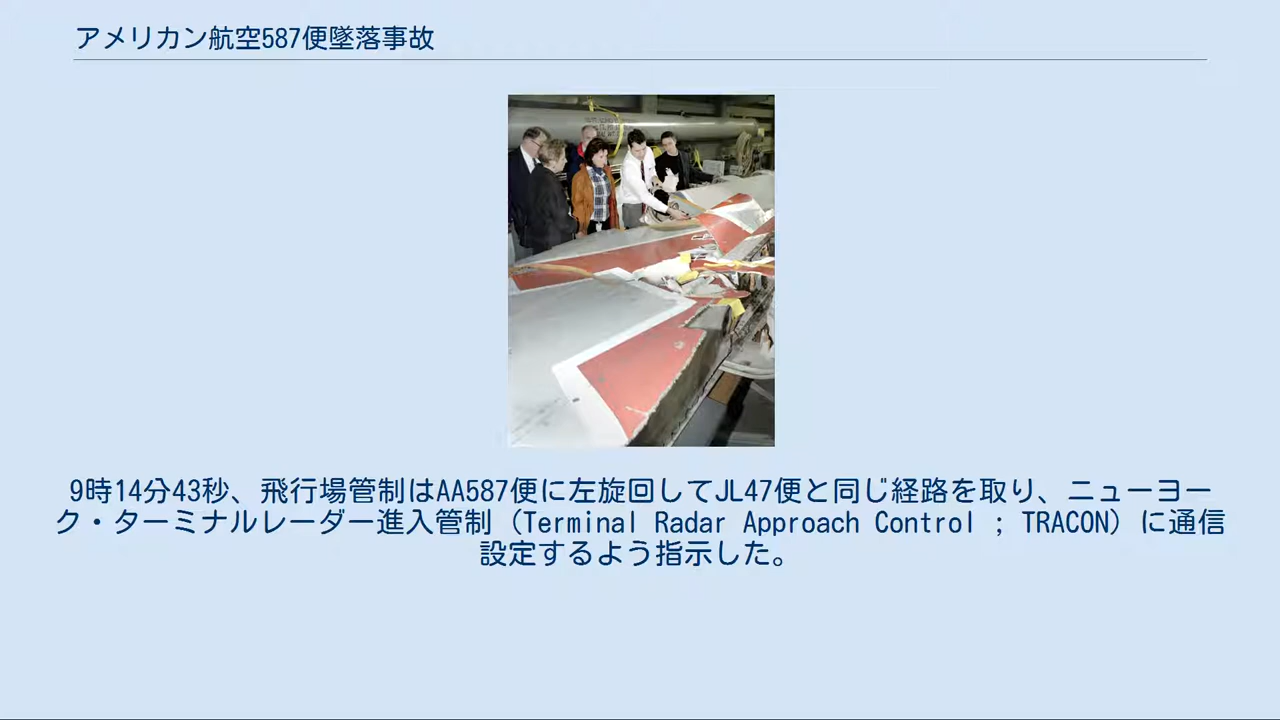 アメリカン航空587便墜落事故
9時14分43秒、飛行場管制はAA587便に左旋回してJL47便と同じ経路を取り、ニューヨー
ク・ターミナルレーダー進入管制（Terminal Radar Approach Control ; TRACON）に通信
設定するよう指示した。